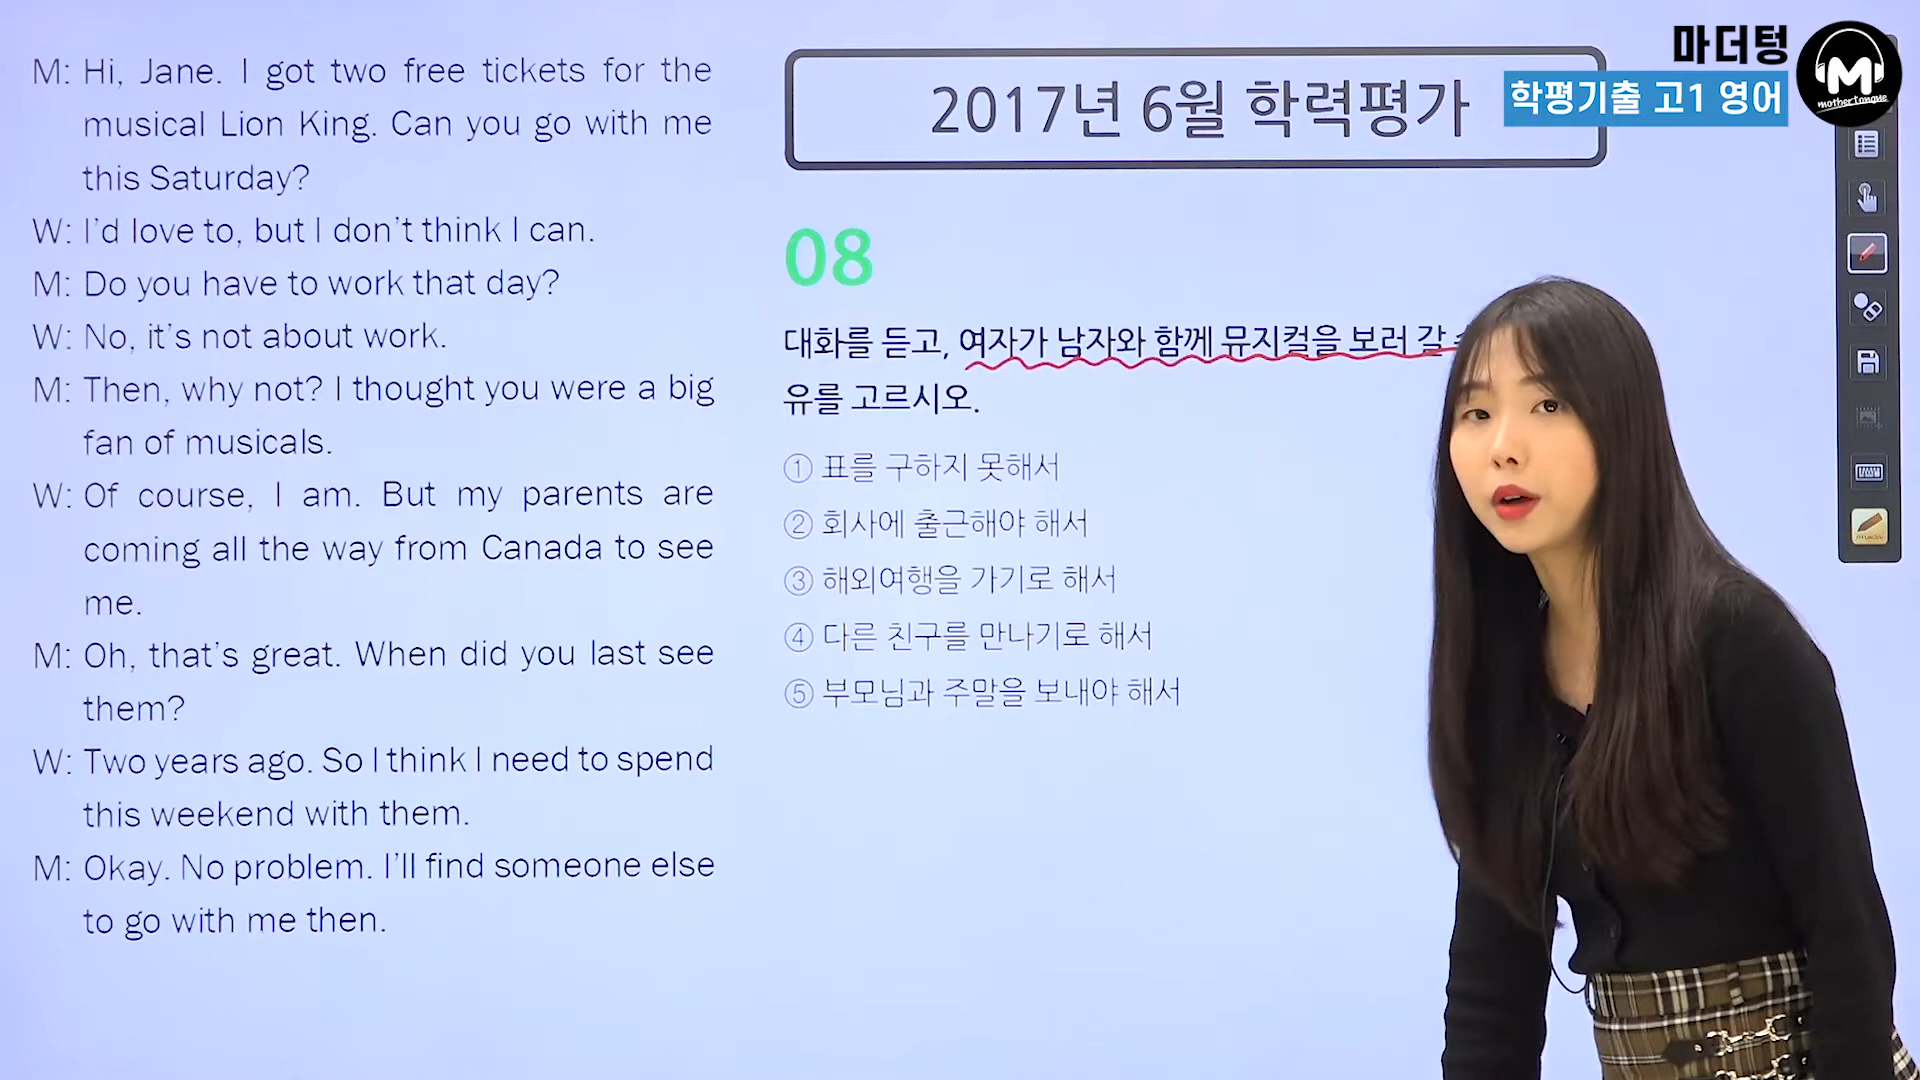 M: Hi, Jane. I got two free tickets for the
musical Lion King. Can you go with me
this Saturday?
W: I'd love to, but I don't think I can.
M: Do you have to work that day?
W: No, it's not about work.
M: Then, why not? I thought you were a big
fan of musicals.
W: Of course, I am. But my parents are
coming all the way from Canada to see
me.
M: Oh, that's great. When did you last see
them?
W: Two years ago. So I think I need to spend
this weekend with them.
M: Okay. No problem. I'll find someone else
to go with me then.
2017년 6월 학력평가
08
대화를 듣고, 여자가 남자와 함께 뮤지컬을 보러 갈
유를 고르시오.
① 표를 구하지 못해서
② 회사에 출근해야 해서
③ 해외여행을 가기로 해서
④ 다른 친구를 만나기로 해서
⑤ 부모님과 주말을 보내야 해서
마더텅
학평기출 고1 영어
M
mothertongue